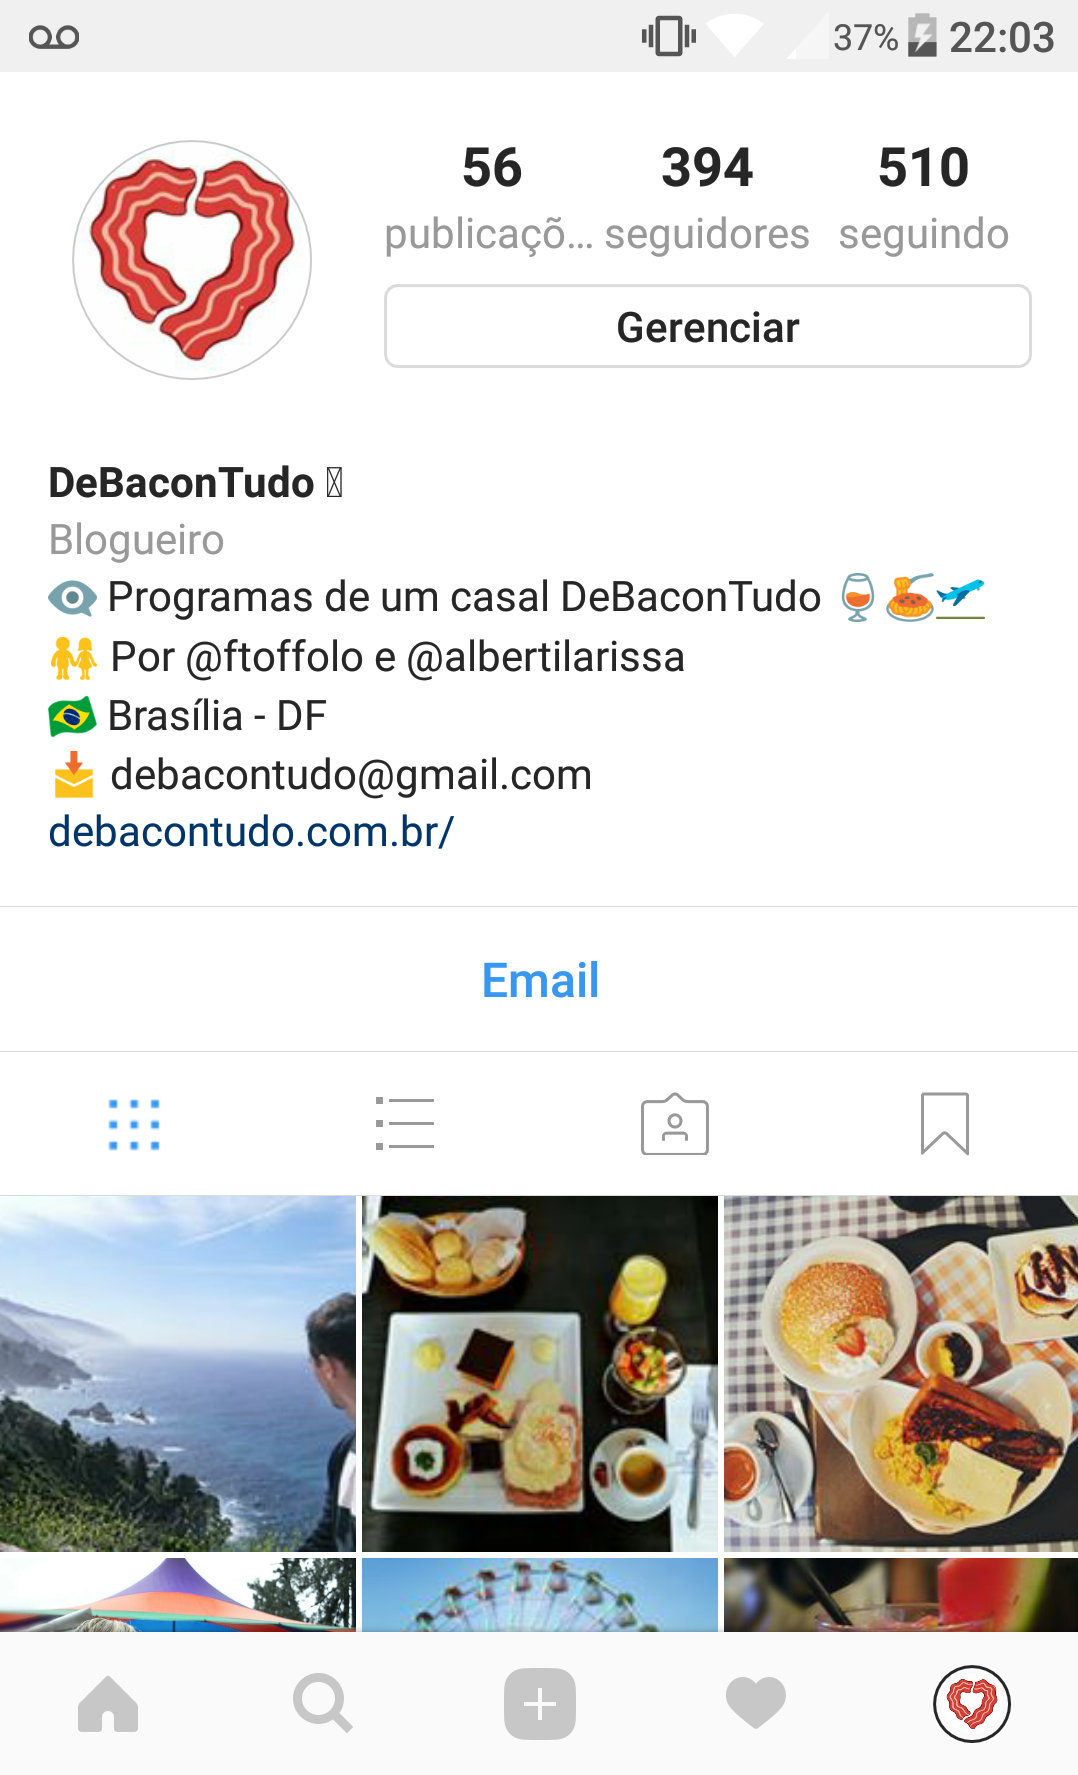 37% 22:03
56 394 510
publicaçõ... seguidores seguindo
Gerenciar
DeBaconTudo
Blogueiro
Programas de um casal DeBaconTudo
Por @ftoffolo e @albertilarissa
Brasília - DF
debacontudo@gmail.com
debacontudo.com.br/
Email